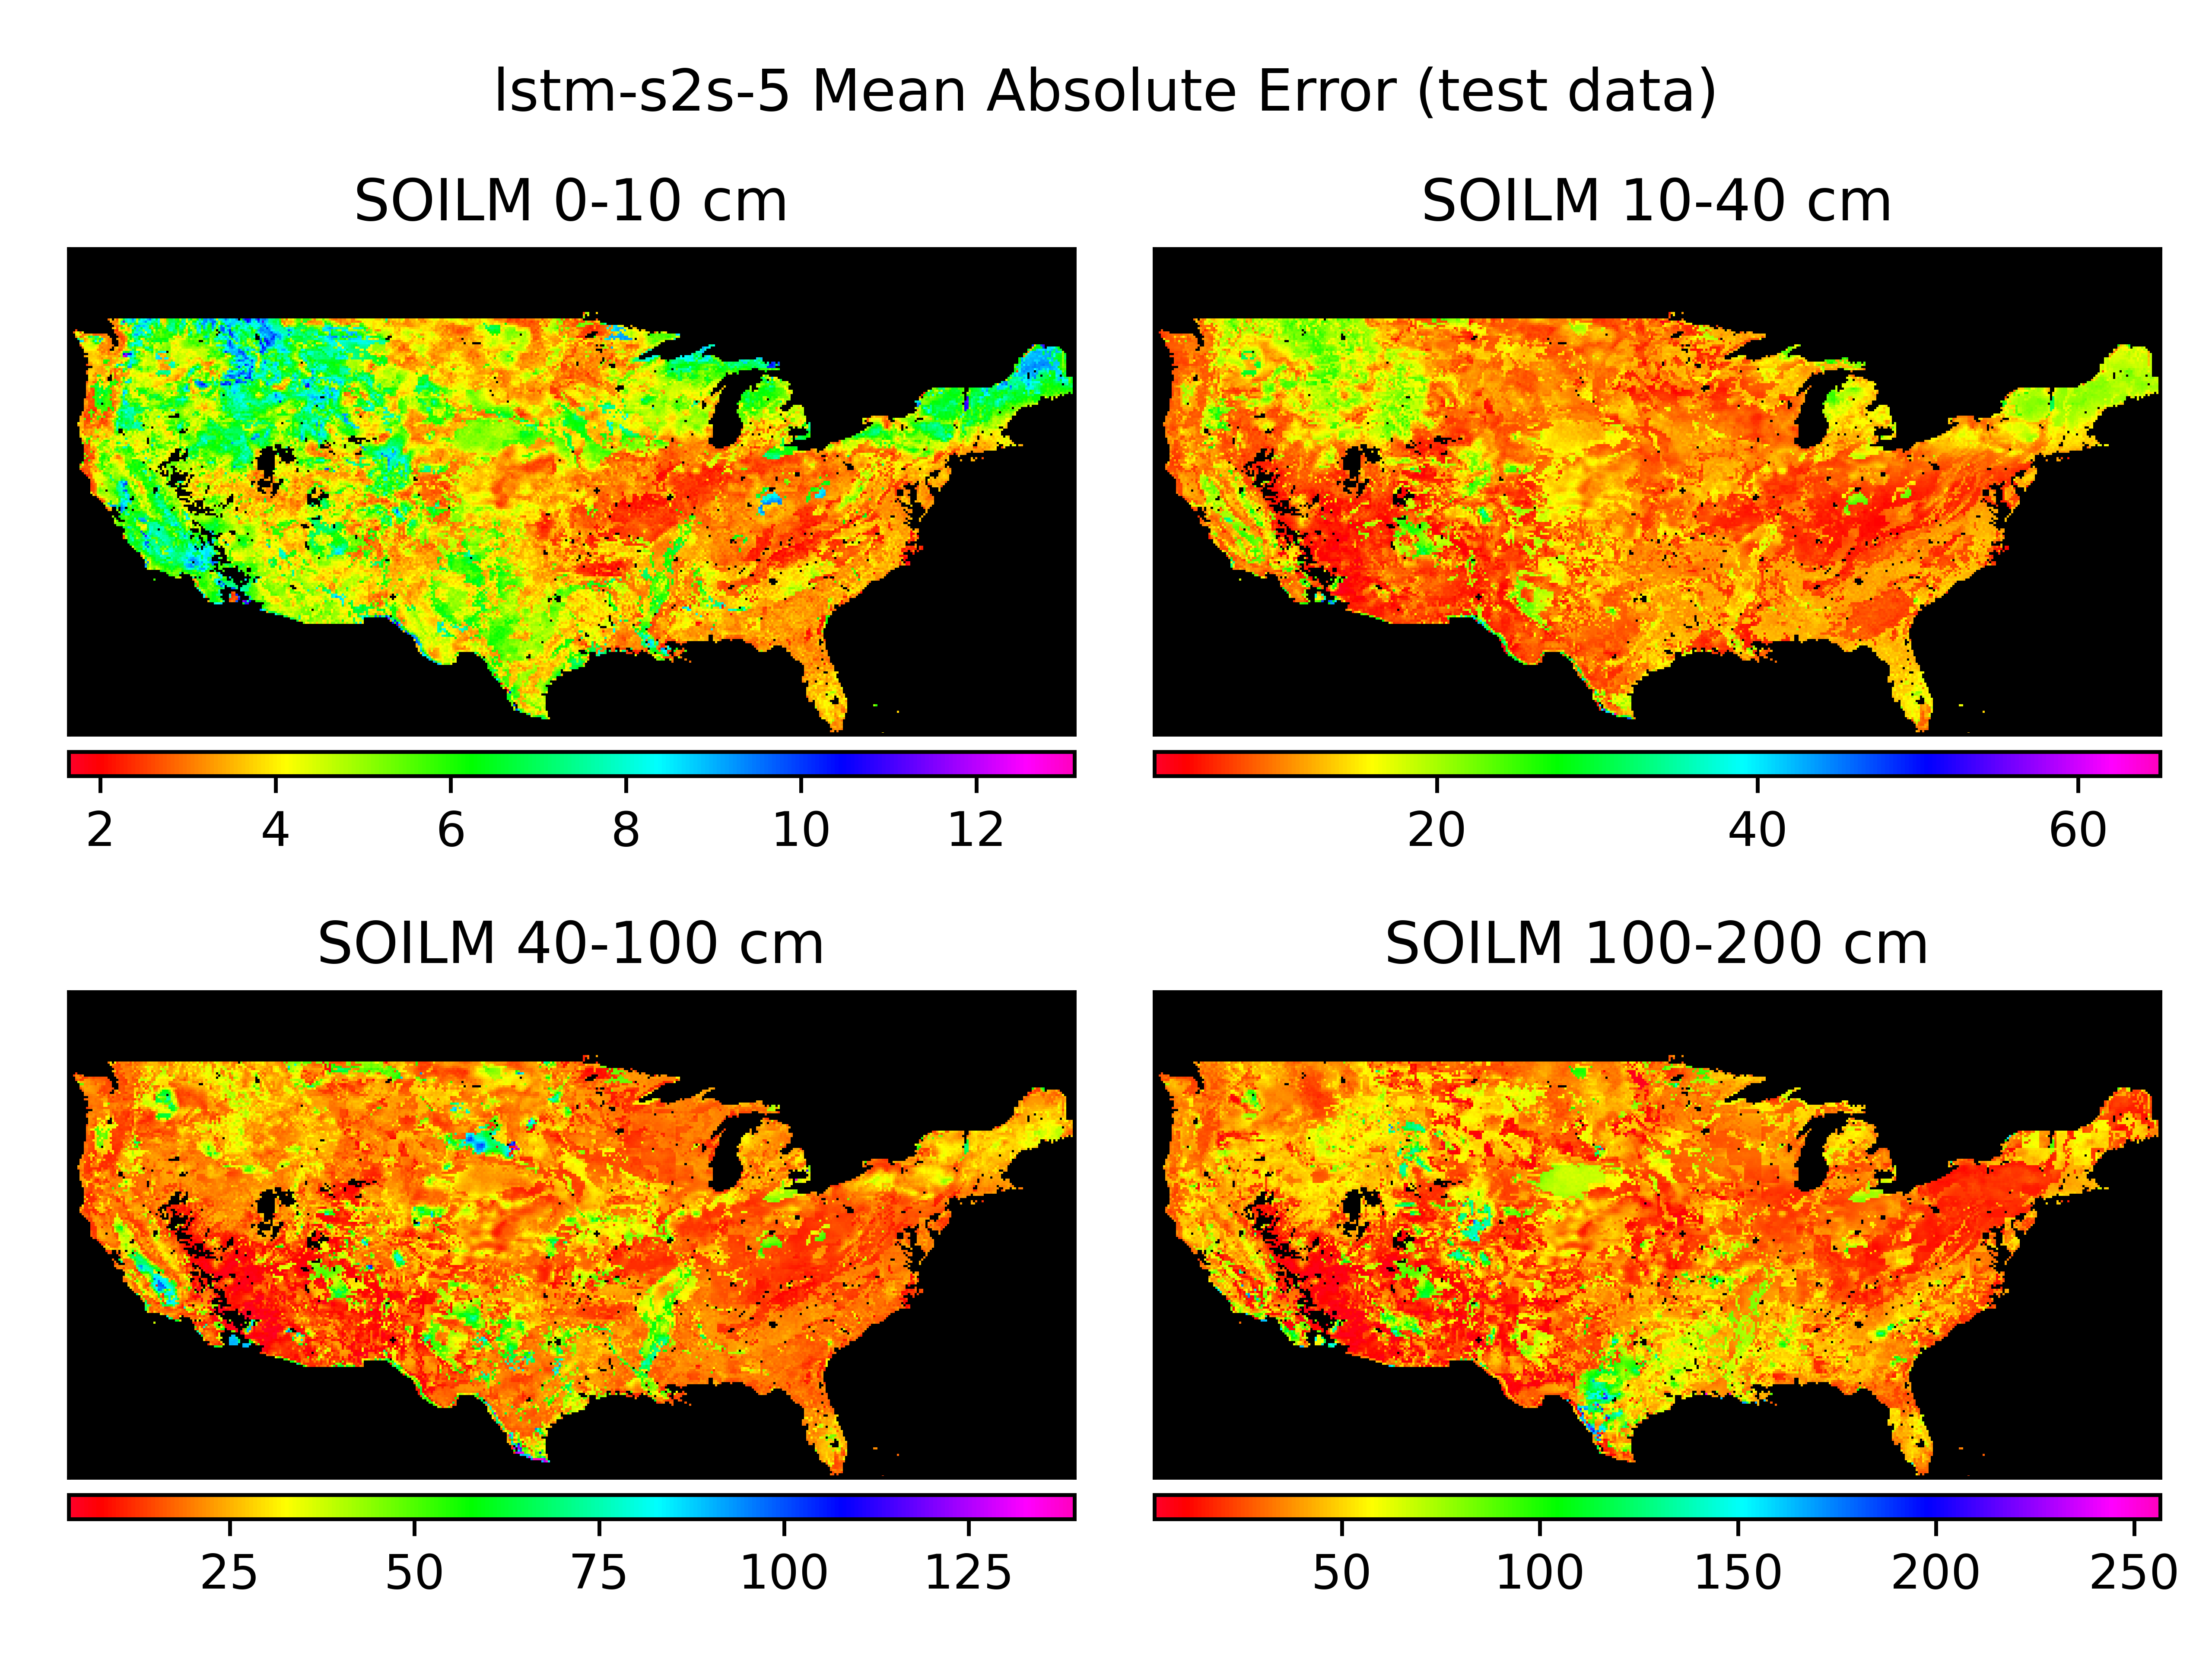 lstm-s2s-5 Mean Absolute Error (test data)
SOILM 0-10 cm
SOILM 10-40 cm
2 4 6 8 10 12
20 40 60
SOILM 40-100 cm
SOILM 100-200 cm
25 50 75 100 125
50 100 150 200 250